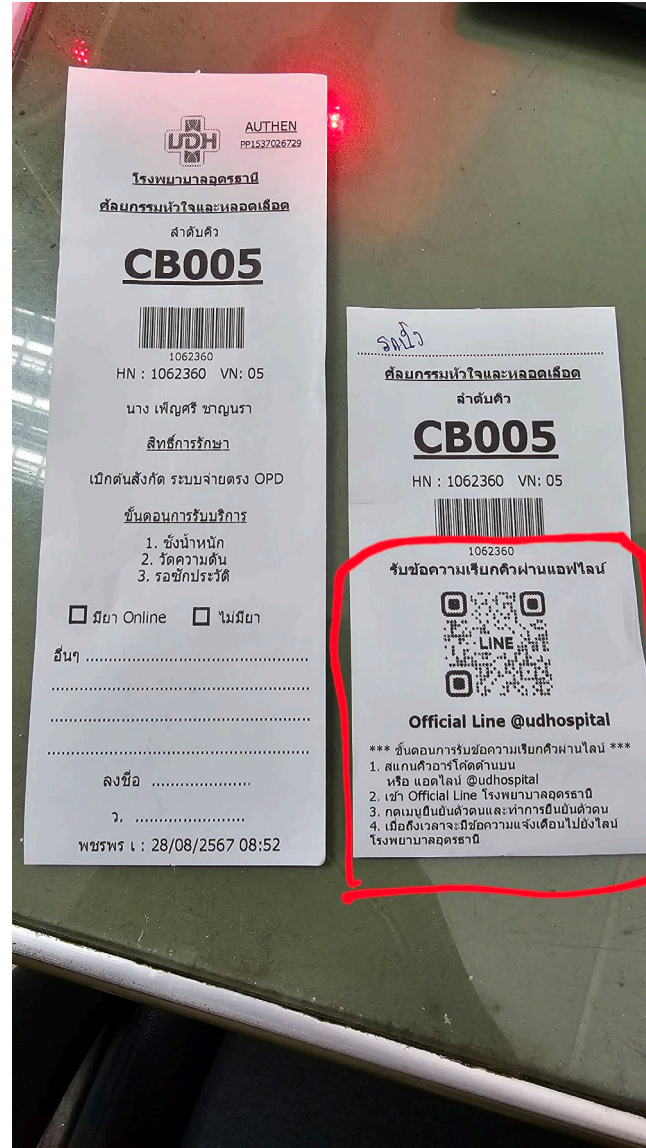 UDH
AUTHEN
PP1537026729
โรงพยาบาลอุดรธานี
ศัลยกรรมหัวใจและหลอดเลือด
ลำดับคิว
CB005
1062360
HN : 1062360 VN: 05
นาง เพ็ญศรี ชาญนรา
สิทธิ์การรักษา
เบิกต้นสังกัด ระบบจ่ายตรง OPD
ขั้นตอนการรับบริการ
1. ชั่งน้ำหนัก
2. วัดความดัน
3. รอซักประวัติ
มียา Online ไม่มียา
อื่นๆ ............................................
....................................................
....................................................
....................................................
ลงชื่อ ....................
ว. ......................
พชรพร เ : 28/08/2567 08:52
ศัลยกรรมหัวใจและหลอดเลือด
ลำดับคิว
CB005
HN : 1062360 VN: 05
1062360
รับข้อความเรียกคิวผ่านแอฟไลน์
LINE
Official Line @udhospital
*** ขั้นตอนการรับข้อความเรียกคิวผ่านไลน์ ***
1. สแกนคิวอาร์โค้ดด้านบน
หรือ แอดไลน์ @udhospital
2. เข้า Official Line โรงพยาบาลอุดรธานี
3. กดเมนูยืนยันตัวตนและทำการยืนยันตัวตน
4. เมื่อถึงเวลาจะมีข้อความแจ้งเตือนไปยังไลน์
โรงพยาบาลอุดรธานี